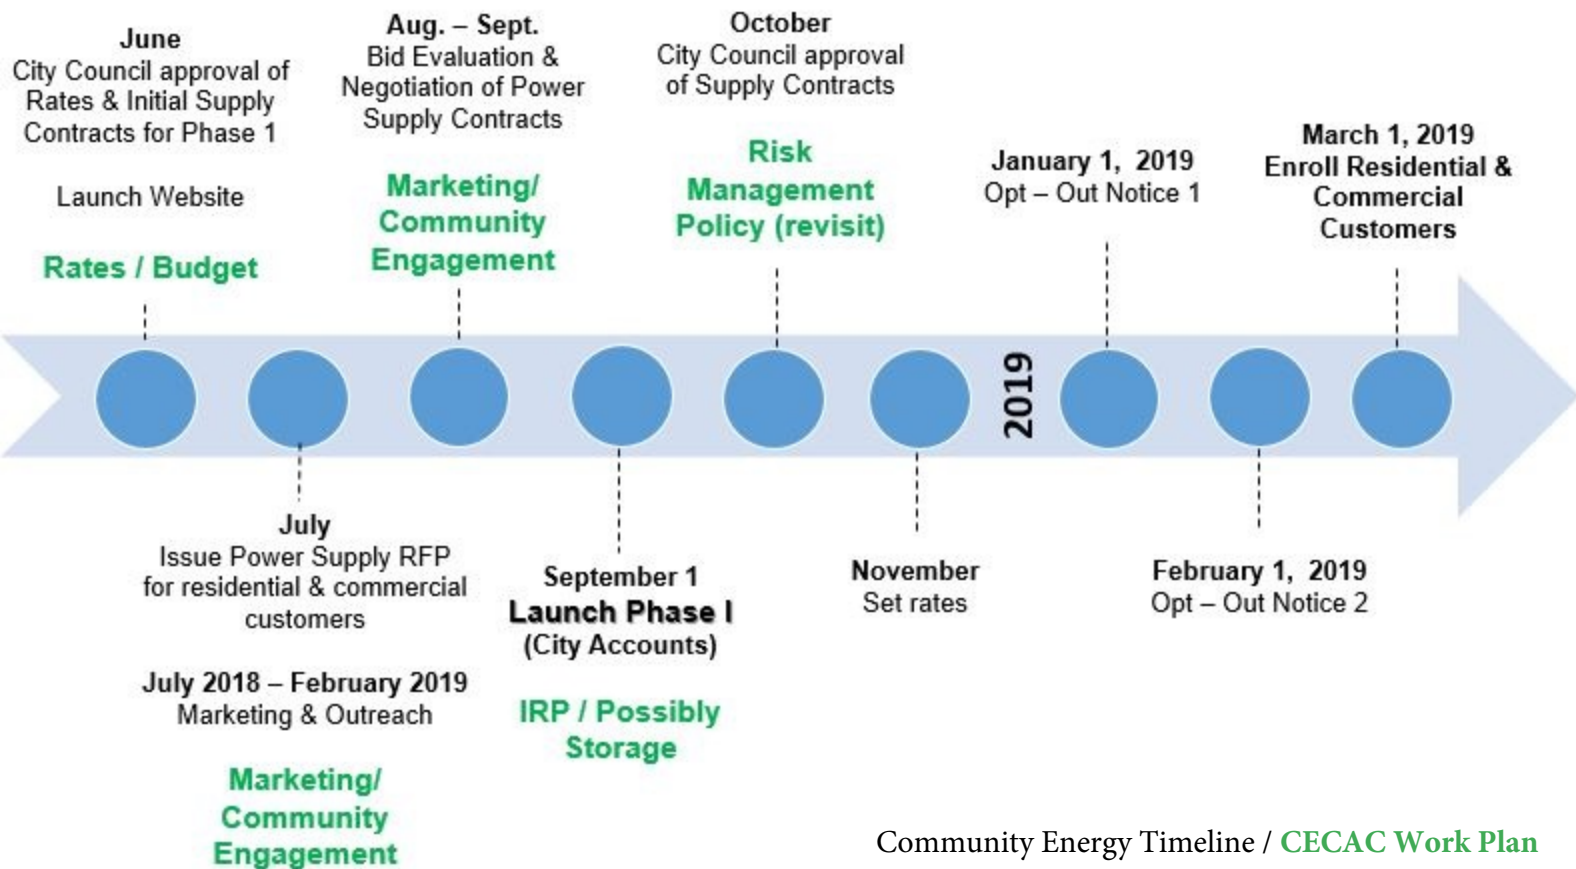 June
City Council approval of
Rates & Initial Supply
Contracts for Phase 1
Launch Website
Rates / Budget
Aug. – Sept.
Bid Evaluation &
Negotiation of Power
Supply Contracts
Marketing/
Community
Engagement
October
City Council approval
of Supply Contracts
Risk
Management
Policy (revisit)
January 1, 2019
Opt – Out Notice 1
March 1, 2019
Enroll Residential &
Commercial
Customers
2019
July
Issue Power Supply RFP
for residential & commercial
customers
July 2018 – February 2019
Marketing & Outreach
Marketing/
Community
Engagement
September 1
Launch Phase I
(City Accounts)
IRP / Possibly
Storage
November
Set rates
February 1, 2019
Opt – Out Notice 2
Community Energy Timeline / CECAC Work Plan